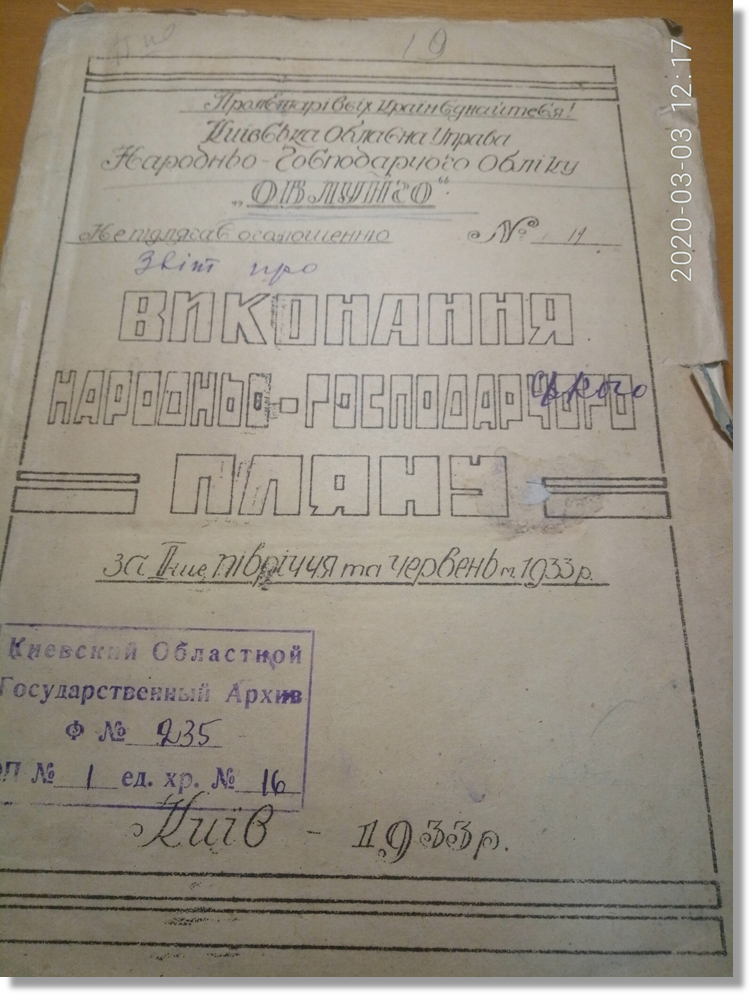 19
Пролетарі всіх країн єднайтеся!
Київська Обласна Управа
Народньо-Господарчого Обліку
„ОБЛУНГО“
Не підлягає оголошенню № 11
Звіт про
ВИКОНАННЯ
НАРОДНЬО-ГОСПОДАРЧОГО
ПЛЯНУ
за І-ше півріччя та червень м. 1933 р.
Киевский Областной
Государственный Архив
Ф № 235
ОП № 1 ед. хр. № 16
Київ - 1933 р.
2020-03-03 12:17